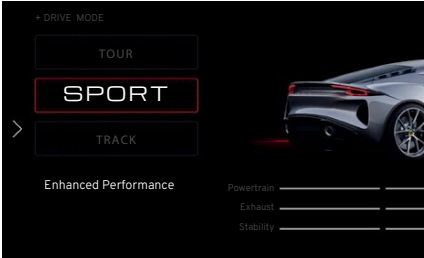 + DRIVE MODE
TOUR
SPORT
TRACK
Enhanced Performance
Powertrain
Exhaust
Stability